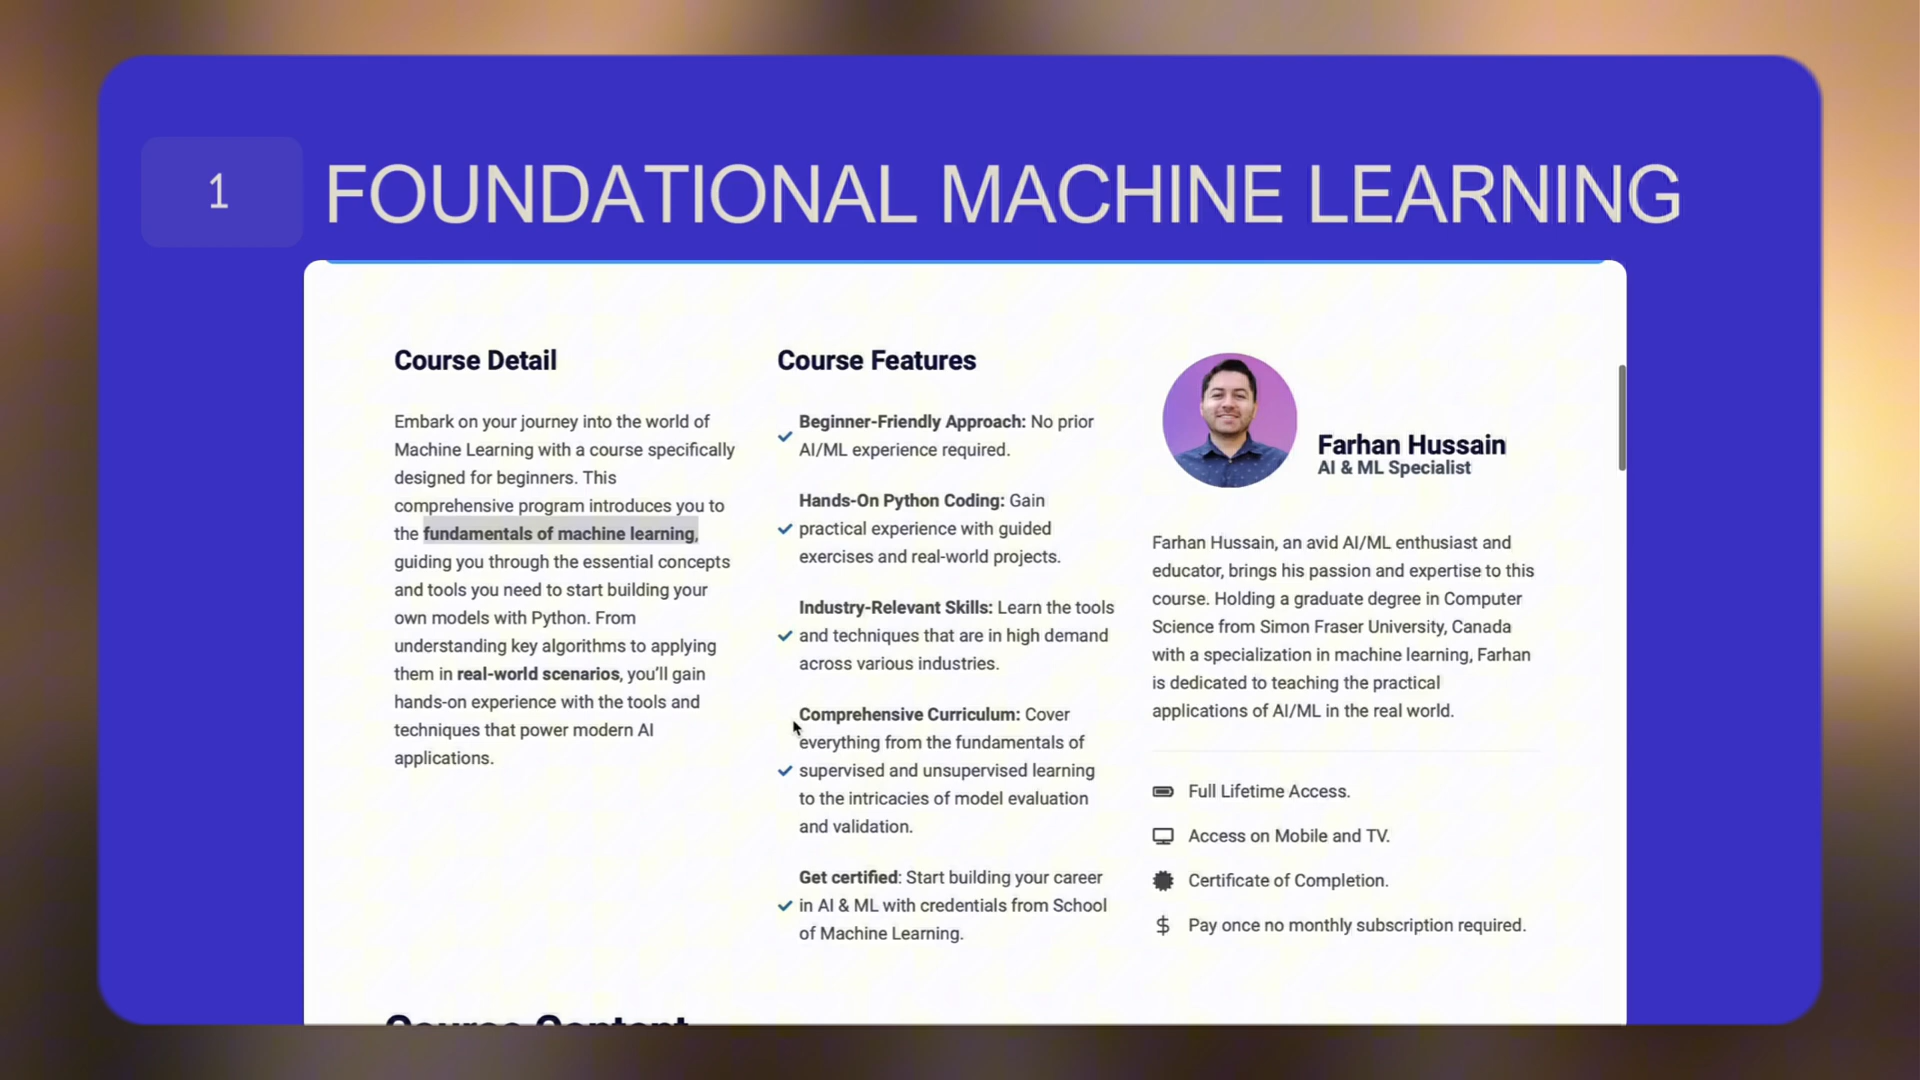 1
FOUNDATIONAL MACHINE LEARNING
Course Detail
Embark on your journey into the world of
Machine Learning with a course specifically
designed for beginners. This
comprehensive program introduces you to
the fundamentals of machine learning,
guiding you through the essential concepts
and tools you need to start building your
own models with Python. From
understanding key algorithms to applying
them in real-world scenarios, you’ll gain
hands-on experience with the tools and
techniques that power modern AI
applications.
Course Features
Beginner-Friendly Approach: No prior
AI/ML experience required.
Hands-On Python Coding: Gain
practical experience with guided
exercises and real-world projects.
Industry-Relevant Skills: Learn the tools
and techniques that are in high demand
across various industries.
Comprehensive Curriculum: Cover
everything from the fundamentals of
supervised and unsupervised learning
to the intricacies of model evaluation
and validation.
Get certified: Start building your career
in AI & ML with credentials from School
of Machine Learning.
Farhan Hussain
AI & ML Specialist
Farhan Hussain, an avid AI/ML enthusiast and
educator, brings his passion and expertise to this
course. Holding a graduate degree in Computer
Science from Simon Fraser University, Canada
with a specialization in machine learning, Farhan
is dedicated to teaching the practical
applications of AI/ML in the real world.
Full Lifetime Access.
Access on Mobile and TV.
Certificate of Completion.
Pay once no monthly subscription required.
Course Content